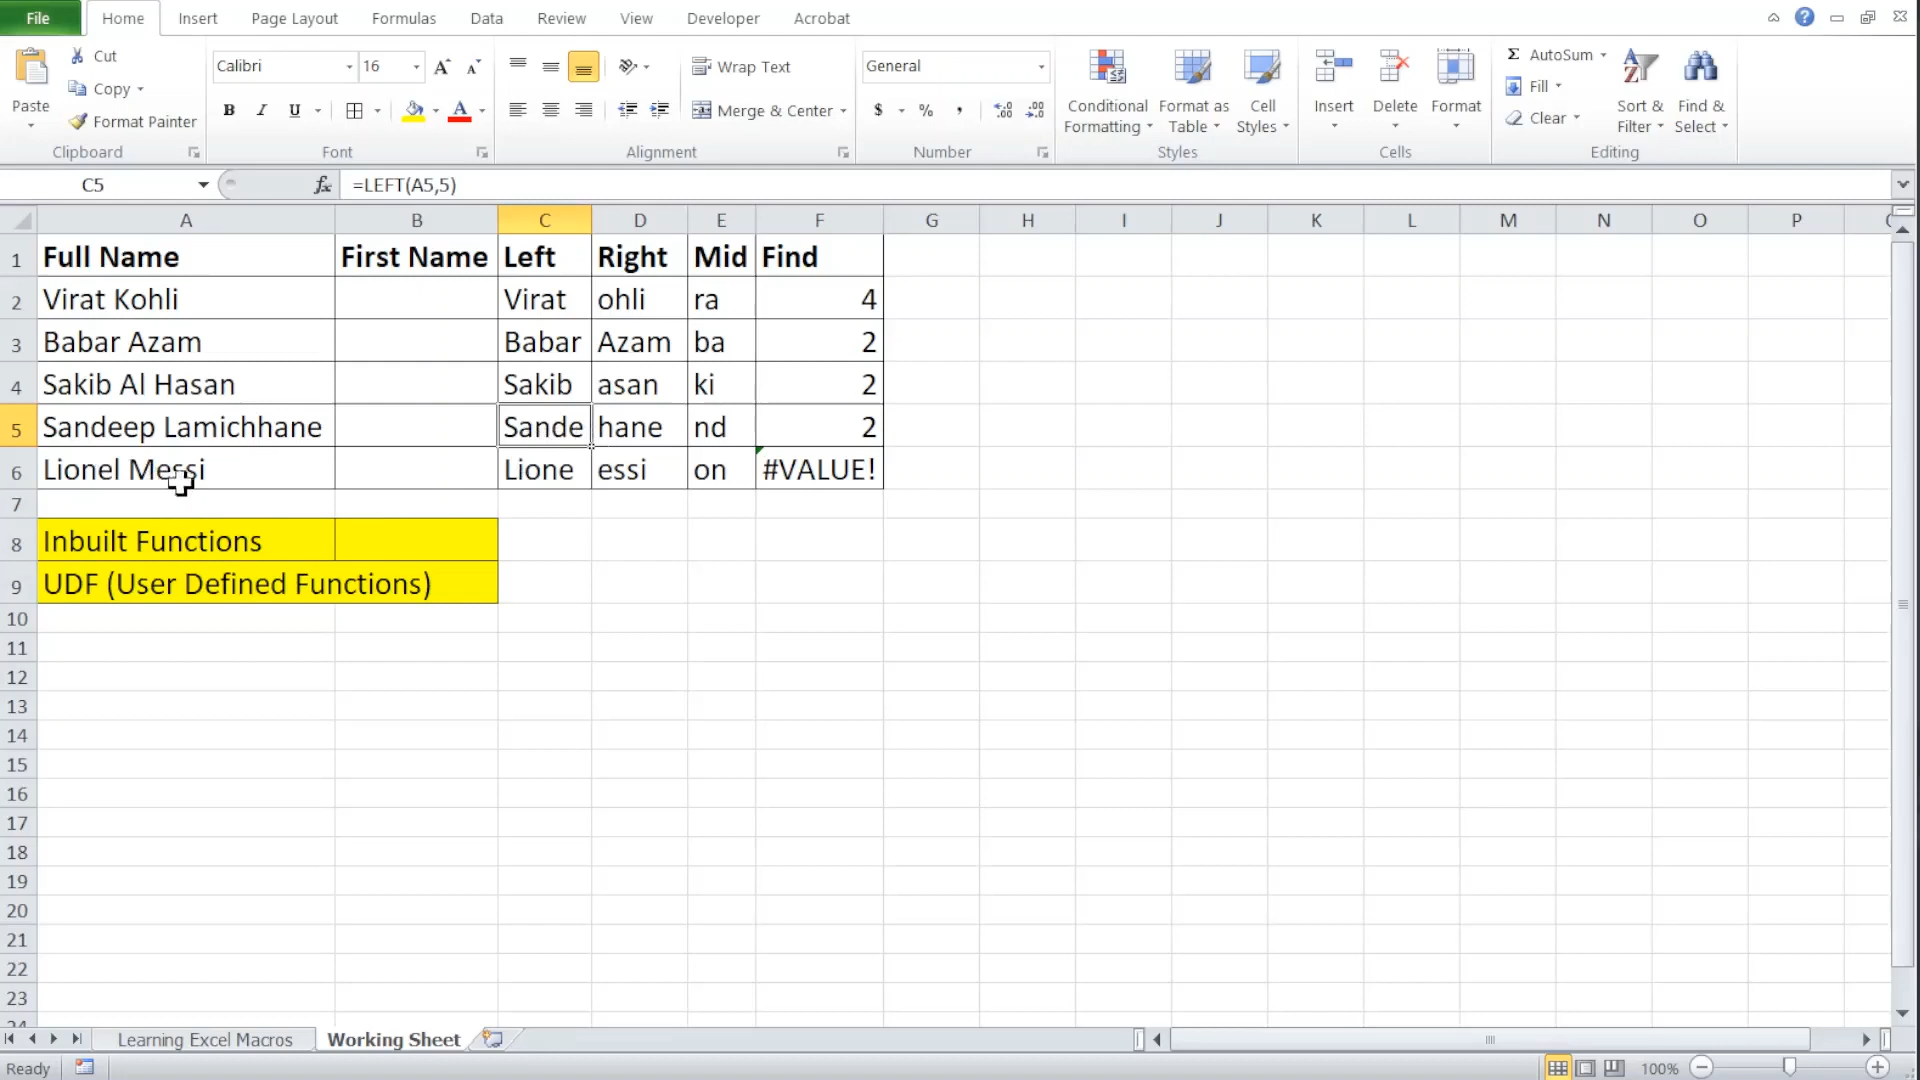 File Home Insert Page Layout Formulas Data Review View Developer Acrobat
Paste
Cut
Copy
Format Painter
Clipboard
Calibri 16
B I U
Font
Wrap Text
Merge & Center
Alignment
General
$ % ,
Number
Conditional Formatting
Format as Table
Cell Styles
Styles
Insert Delete Format
Cells
Σ AutoSum
Fill
Clear
Sort & Filter
Find & Select
Editing
C5 fx =LEFT(A5,5)
A B C D E F G H I J K L M N O P
1 Full Name First Name Left Right Mid Find
2 Virat Kohli Virat ohli ra 4
3 Babar Azam Babar Azam ba 2
4 Sakib Al Hasan Sakib asan ki 2
5 Sandeep Lamichhane Sande hane nd 2
6 Lionel Messi Lione essi on #VALUE!
7
8 Inbuilt Functions
9 UDF (User Defined Functions)
10
11
12
13
14
15
16
17
18
19
20
21
22
23
24
Learning Excel Macros Working Sheet
Ready 100%